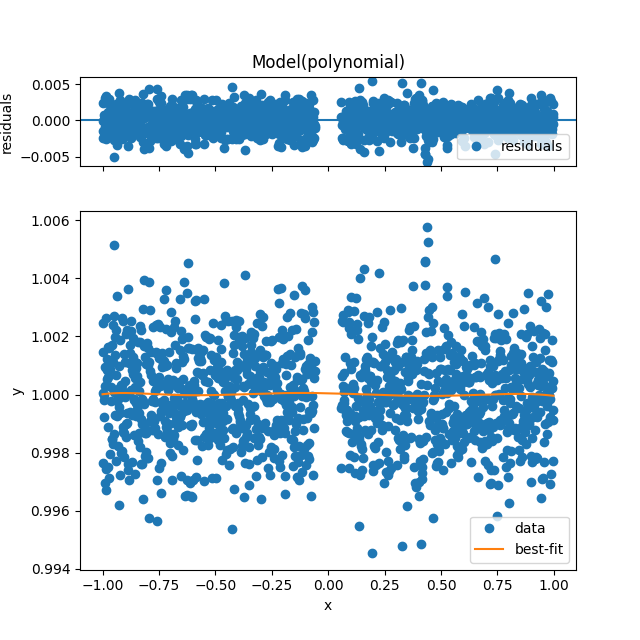 Model(polynomial)
0.005
0.000
−0.005
residuals
residuals
1.006
1.004
1.002
1.000
0.998
0.996
0.994
y
data
best-fit
−1.00 −0.75 −0.50 −0.25 0.00 0.25 0.50 0.75 1.00
x